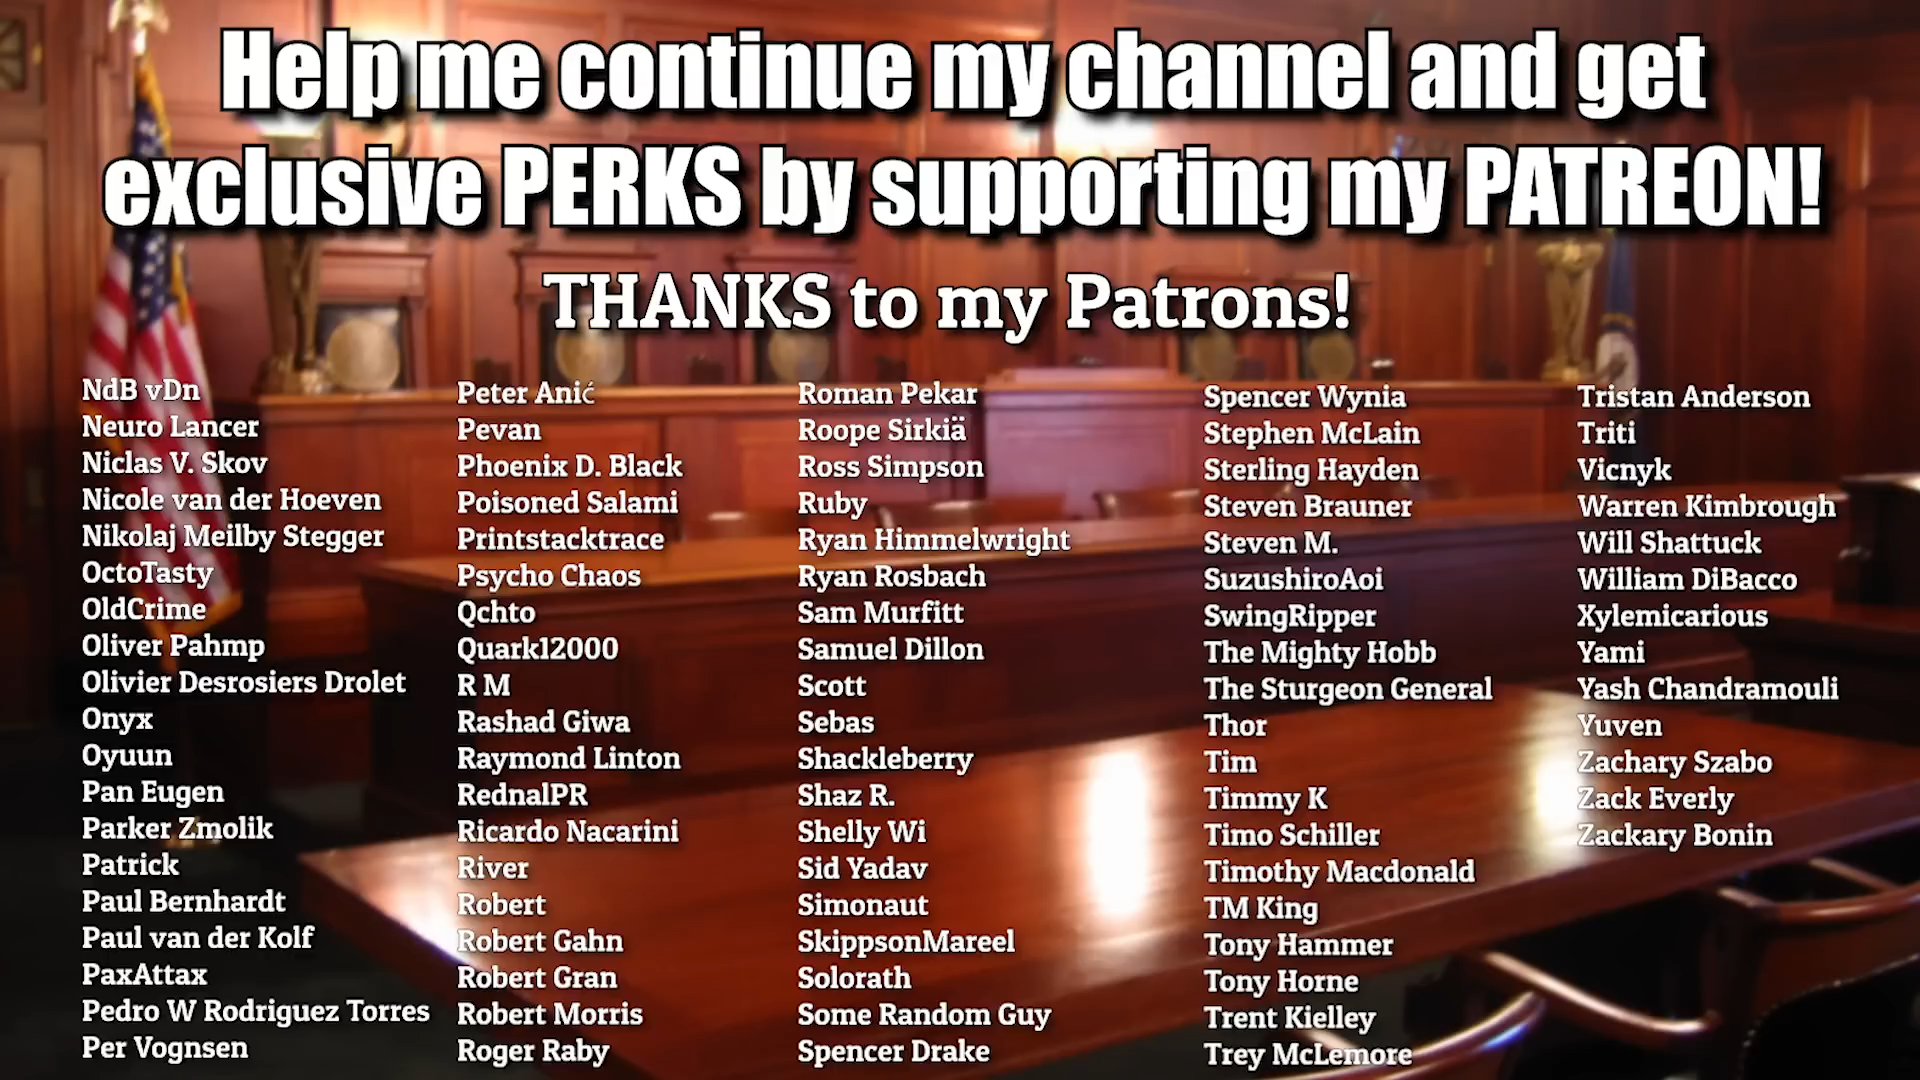 Help me continue my channel and get
exclusive PERKS by supporting my PATREON!
THANKS to my Patrons!
NdB vDn
Neuro Lancer
Niclas V. Skov
Nicole van der Hoeven
Nikolaj Meilby Stegger
OctoTasty
OldCrime
Oliver Pahmp
Olivier Desrosiers Drolet
Onyx
Oyuun
Pan Eugen
Parker Zmolik
Patrick
Paul Bernhardt
Paul van der Kolf
PaxAttax
Pedro W Rodriguez Torres
Per Vognsen
Peter Anić
Pevan
Phoenix D. Black
Poisoned Salami
Printstacktrace
Psycho Chaos
Qchto
Quark12000
R M
Rashad Giwa
Raymond Linton
RednalPR
Ricardo Nacarini
River
Robert
Robert Gahn
Robert Gran
Robert Morris
Roger Raby
Roman Pekar
Roope Sirkiä
Ross Simpson
Ruby
Ryan Himmelwright
Ryan Rosbach
Sam Murfitt
Samuel Dillon
Scott
Sebas
Shackleberry
Shaz R.
Shelly Wi
Sid Yadav
Simonaut
SkippsonMareel
Solorath
Some Random Guy
Spencer Drake
Spencer Wynia
Stephen McLain
Sterling Hayden
Steven Brauner
Steven M.
SuzushiroAoi
SwingRipper
The Mighty Hobb
The Sturgeon General
Thor
Tim
Timmy K
Timo Schiller
Timothy Macdonald
TM King
Tony Hammer
Tony Horne
Trent Kielley
Trey McLemore
Tristan Anderson
Triti
Vicnyk
Warren Kimbrough
Will Shattuck
William DiBacco
Xylemicarious
Yami
Yash Chandramouli
Yuven
Zachary Szabo
Zack Everly
Zackary Bonin